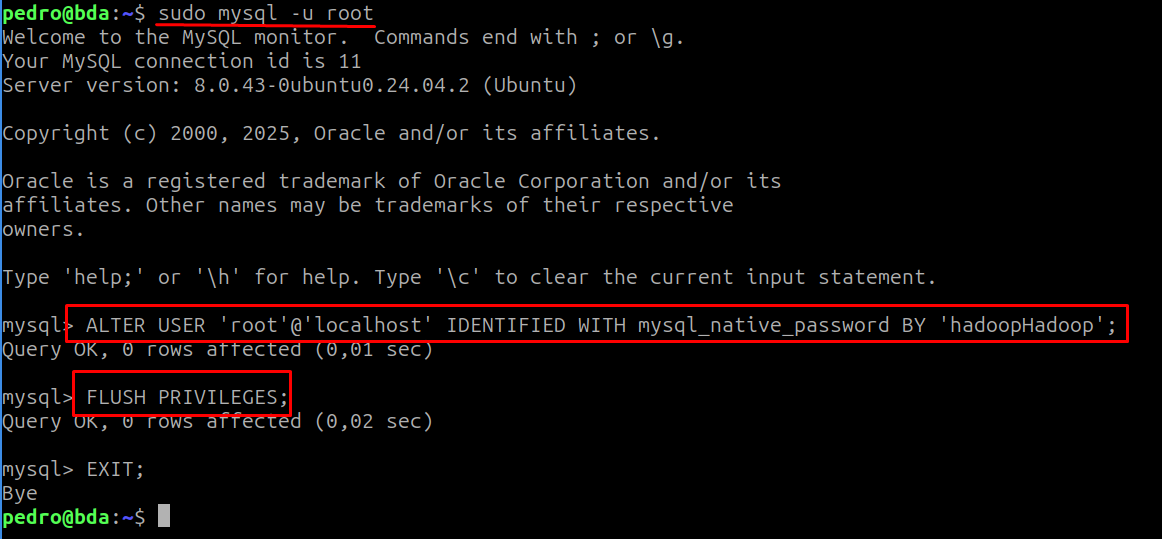 pedro@bda:~$ sudo mysql -u root
Welcome to the MySQL monitor.  Commands end with ; or \g.
Your MySQL connection id is 11
Server version: 8.0.43-0ubuntu0.24.04.2 (Ubuntu)
Copyright (c) 2000, 2025, Oracle and/or its affiliates.
Oracle is a registered trademark of Oracle Corporation and/or its
affiliates. Other names may be trademarks of their respective
owners.
Type 'help;' or '\h' for help. Type '\c' to clear the current input statement.
mysql> ALTER USER 'root'@'localhost' IDENTIFIED WITH mysql_native_password BY 'hadoopHadoop';
Query OK, 0 rows affected (0,01 sec)
mysql> FLUSH PRIVILEGES;
Query OK, 0 rows affected (0,02 sec)
mysql> EXIT;
Bye
pedro@bda:~$